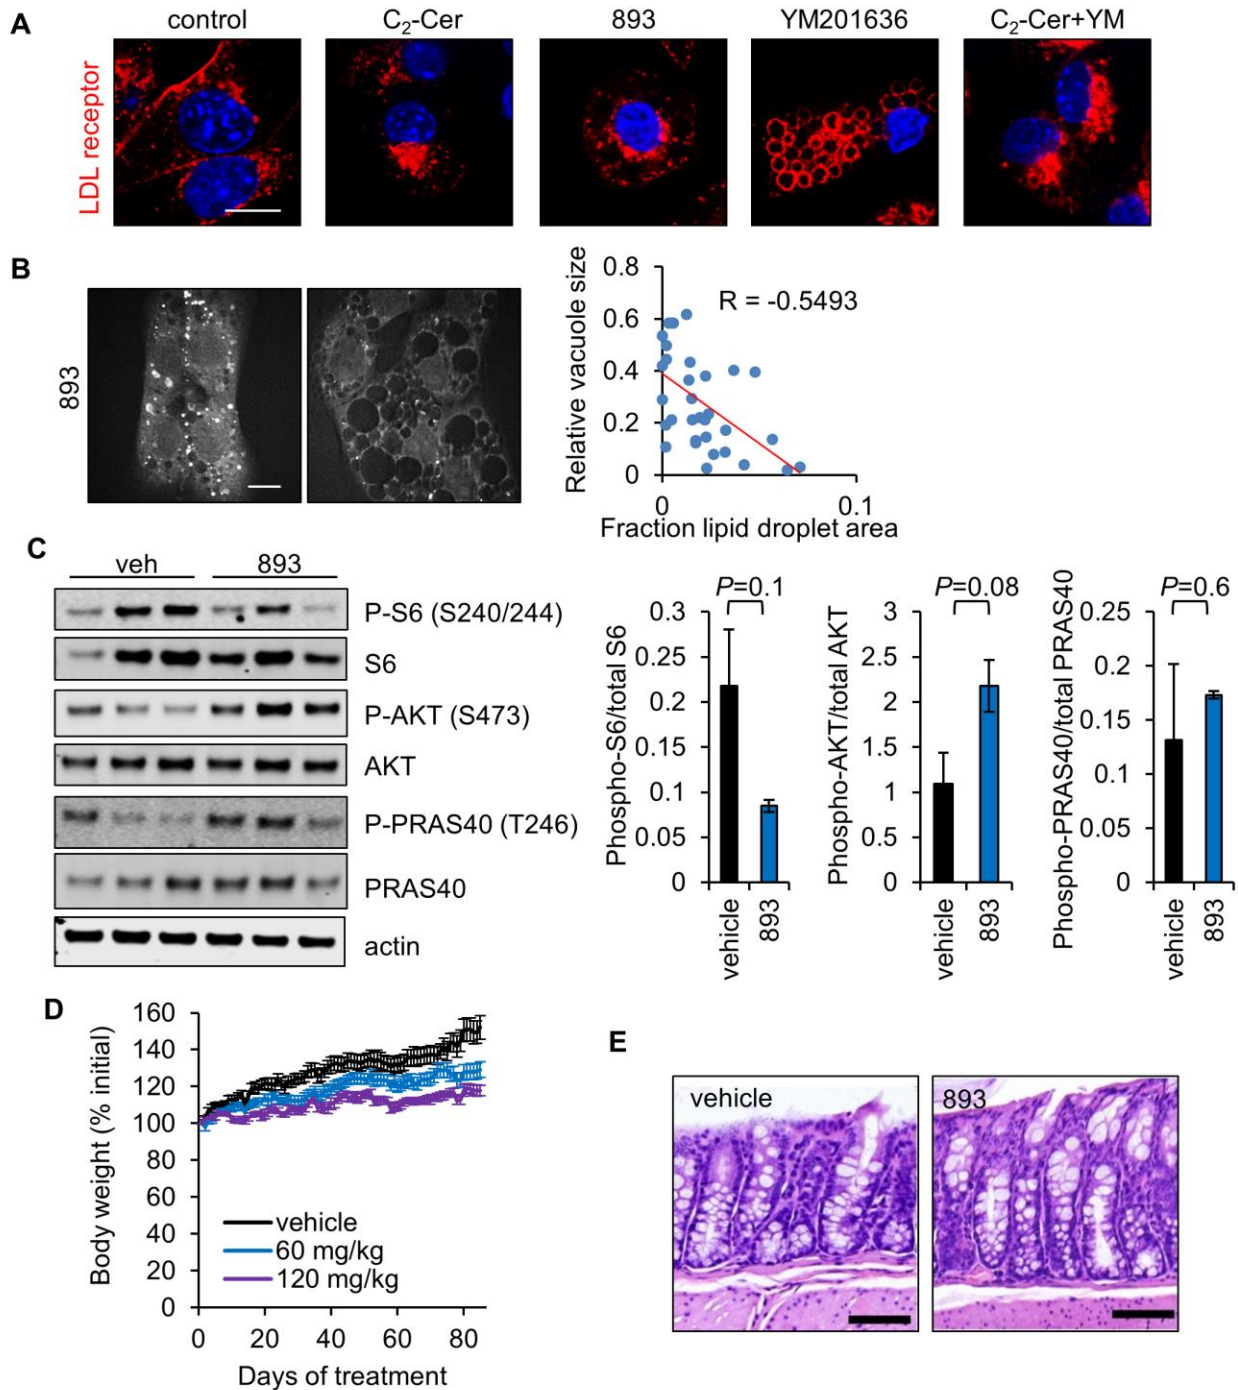 A
control
C₂-Cer
893
YM201636
C₂-Cer+YM
LDL receptor
B
893
Relative vacuole size
0.8
0.6
0.4
0.2
0
R = -0.5493
0
0.1
Fraction lipid droplet area
C
veh
893
P-S6 (S240/244)
S6
P-AKT (S473)
AKT
P-PRAS40 (T246)
PRAS40
actin
Phospho-S6/total S6
P=0.1
0.3
0.25
0.2
0.15
0.1
0.05
0
vehicle
893
Phospho-AKT/total AKT
P=0.08
3
2.5
2
1.5
1
0.5
0
vehicle
893
Phospho-PRAS40/total PRAS40
P=0.6
0.25
0.2
0.15
0.1
0.05
0
vehicle
893
D
Body weight (% initial)
160
140
120
100
80
60
40
20
0
vehicle
60 mg/kg
120 mg/kg
0
20
40
60
80
Days of treatment
E
vehicle
893